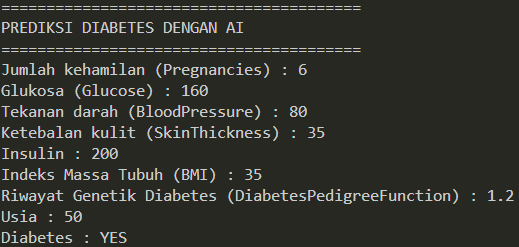 ========================================
PREDIKSI DIABETES DENGAN AI
========================================
Jumlah kehamilan (Pregnancies) : 6
Glukosa (Glucose) : 160
Tekanan darah (BloodPressure) : 80
Ketebalan kulit (SkinThickness) : 35
Insulin : 200
Indeks Massa Tubuh (BMI) : 35
Riwayat Genetik Diabetes (DiabetesPedigreeFunction) : 1.2
Usia : 50
Diabetes : YES